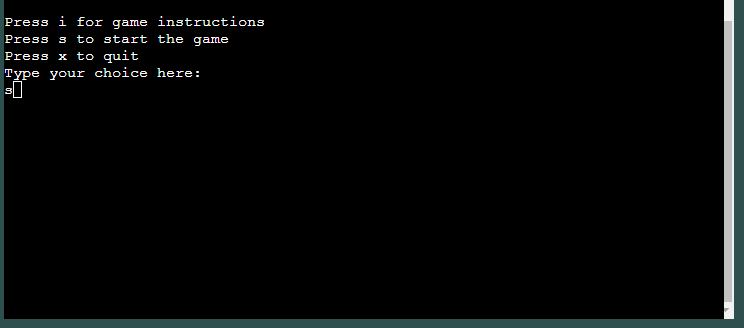 Press i for game instructions
Press s to start the game
Press x to quit
Type your choice here:
s